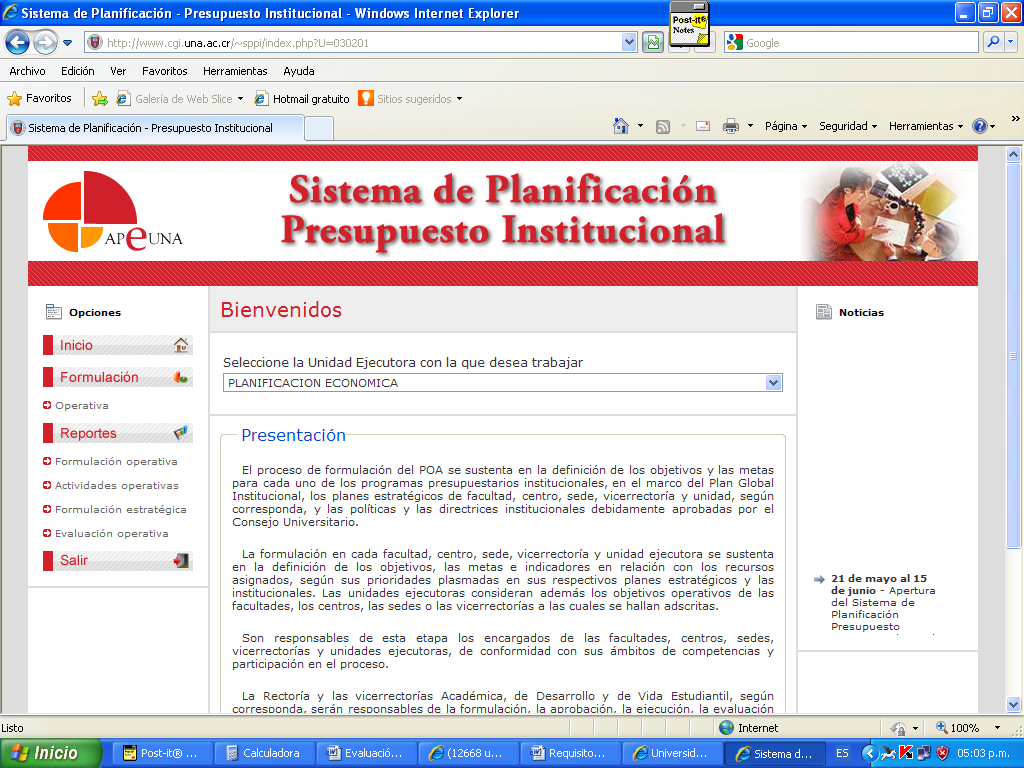 Sistema de Planificación - Presupuesto Institucional - Windows Internet Explorer
Post-it®
Notes
http://www.cgi.una.ac.cr/~sppi/index.php?U=030201
Google
Archivo Edición Ver Favoritos Herramientas Ayuda
Favoritos Galería de Web Slice Hotmail gratuito Sitios sugeridos
Sistema de Planificación - Presupuesto Institucional
Página Seguridad Herramientas
Sistema de Planificación
Presupuesto Institucional
APeUNA
Opciones
Inicio
Formulación
Operativa
Reportes
Formulación operativa
Actividades operativas
Formulación estratégica
Evaluación operativa
Salir
Bienvenidos
Seleccione la Unidad Ejecutora con la que desea trabajar
PLANIFICACION ECONOMICA
Presentación
El proceso de formulación del POA se sustenta en la definición de los objetivos y las metas
para cada uno de los programas presupuestarios institucionales, en el marco del Plan Global
Institucional, los planes estratégicos de facultad, centro, sede, vicerrectoría y unidad, según
corresponda, y las políticas y las directrices institucionales debidamente aprobadas por el
Consejo Universitario.
La formulación en cada facultad, centro, sede, vicerrectoría y unidad ejecutora se sustenta
en la definición de los objetivos, las metas e indicadores en relación con los recursos
asignados, según sus prioridades plasmadas en sus respectivos planes estratégicos y las
institucionales. Las unidades ejecutoras consideran además los objetivos operativos de las
facultades, los centros, las sedes o las vicerrectorías a las cuales se hallan adscritas.
Son responsables de esta etapa los encargados de las facultades, centros, sedes,
vicerrectorías y unidades ejecutoras, de conformidad con sus ámbitos de competencias y
participación en el proceso.
La Rectoría y las vicerrectorías Académica, de Desarrollo y de Vida Estudiantil, según
corresponda, serán responsables de la formulación, la aprobación, la ejecución, la evaluación
Noticias
21 de mayo al 15
de junio - Apertura
del Sistema de
Planificación
Presupuesto
Listo
Internet
100%
Inicio
Post-it® ...
Calculadora
Evaluació...
(12668 u...
Requisito...
Universid...
Sistema d...
ES
05:03 p.m.